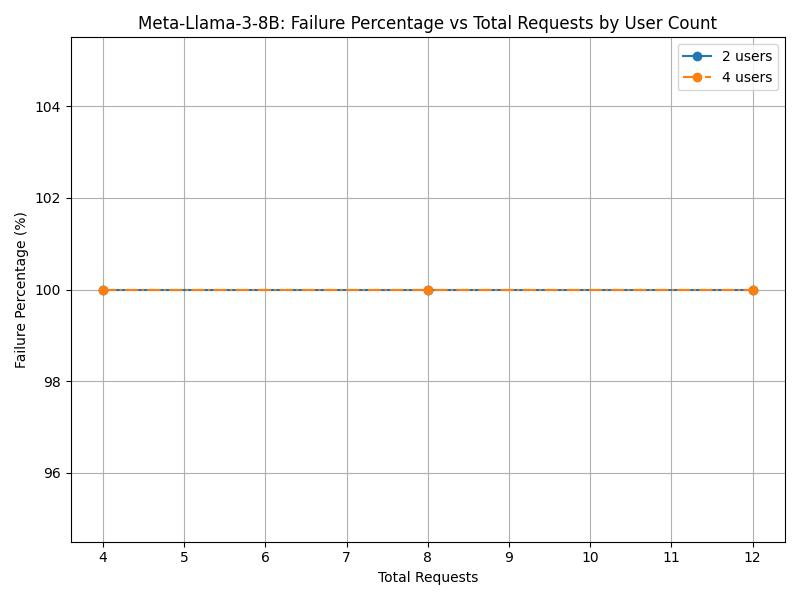 Meta-Llama-3-8B: Failure Percentage vs Total Requests by User Count
2 users
4 users
104
102
100
98
96
Failure Percentage (%)
4 5 6 7 8 9 10 11 12
Total Requests